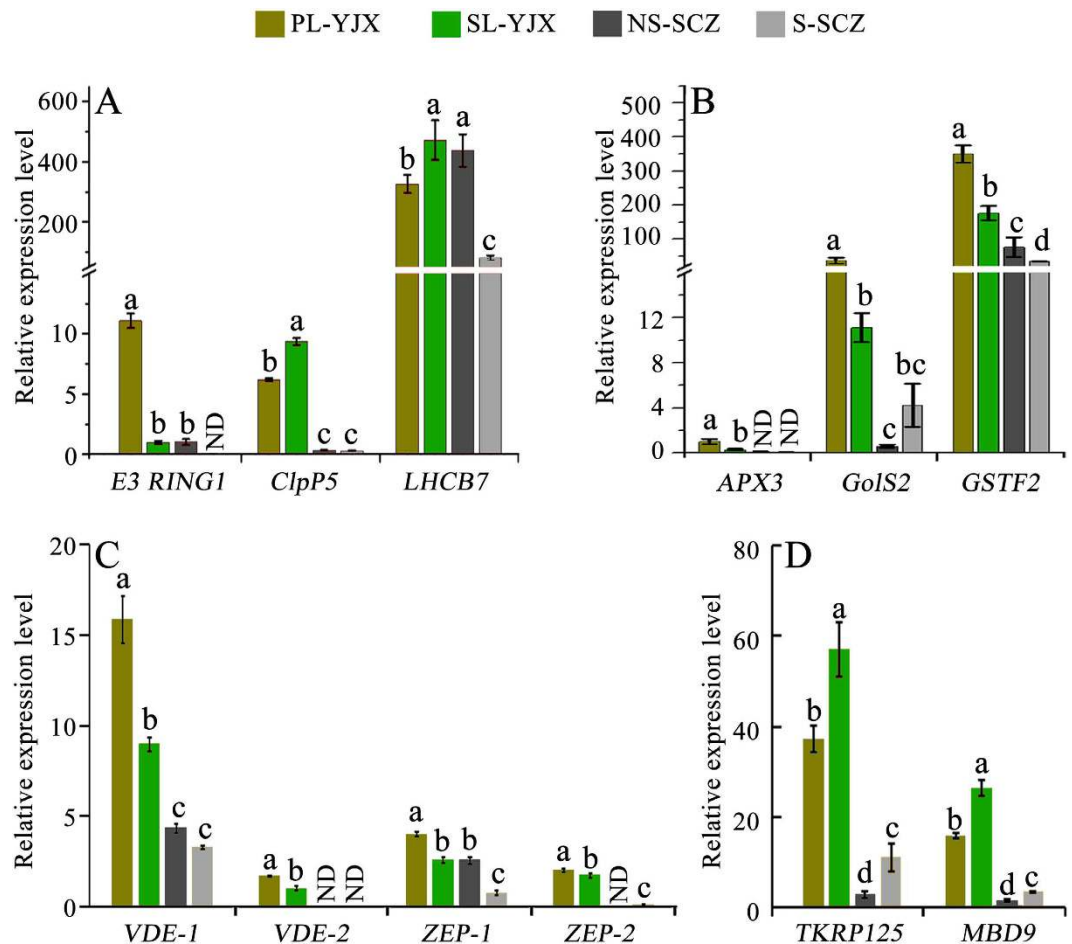 PL-YJX SL-YJX NS-SCZ S-SCZ
A
Relative expression level
600
400
200
10
5
0
a b b ND
b a c c
b a a c
E3 RING1 ClpP5 LHCB7
B
Relative expression level
500
400
300
200
100
12
8
4
0
a b ND ND
a b c bc
a b c d
APX3 GolS2 GSTF2
C
Relative expression level
20
15
10
5
0
a b c c
a b ND ND
a b b c
a b ND c
VDE-1 VDE-2 ZEP-1 ZEP-2
D
Relative expression level
80
60
40
20
0
b a d c
b a d c
TKRP125 MBD9